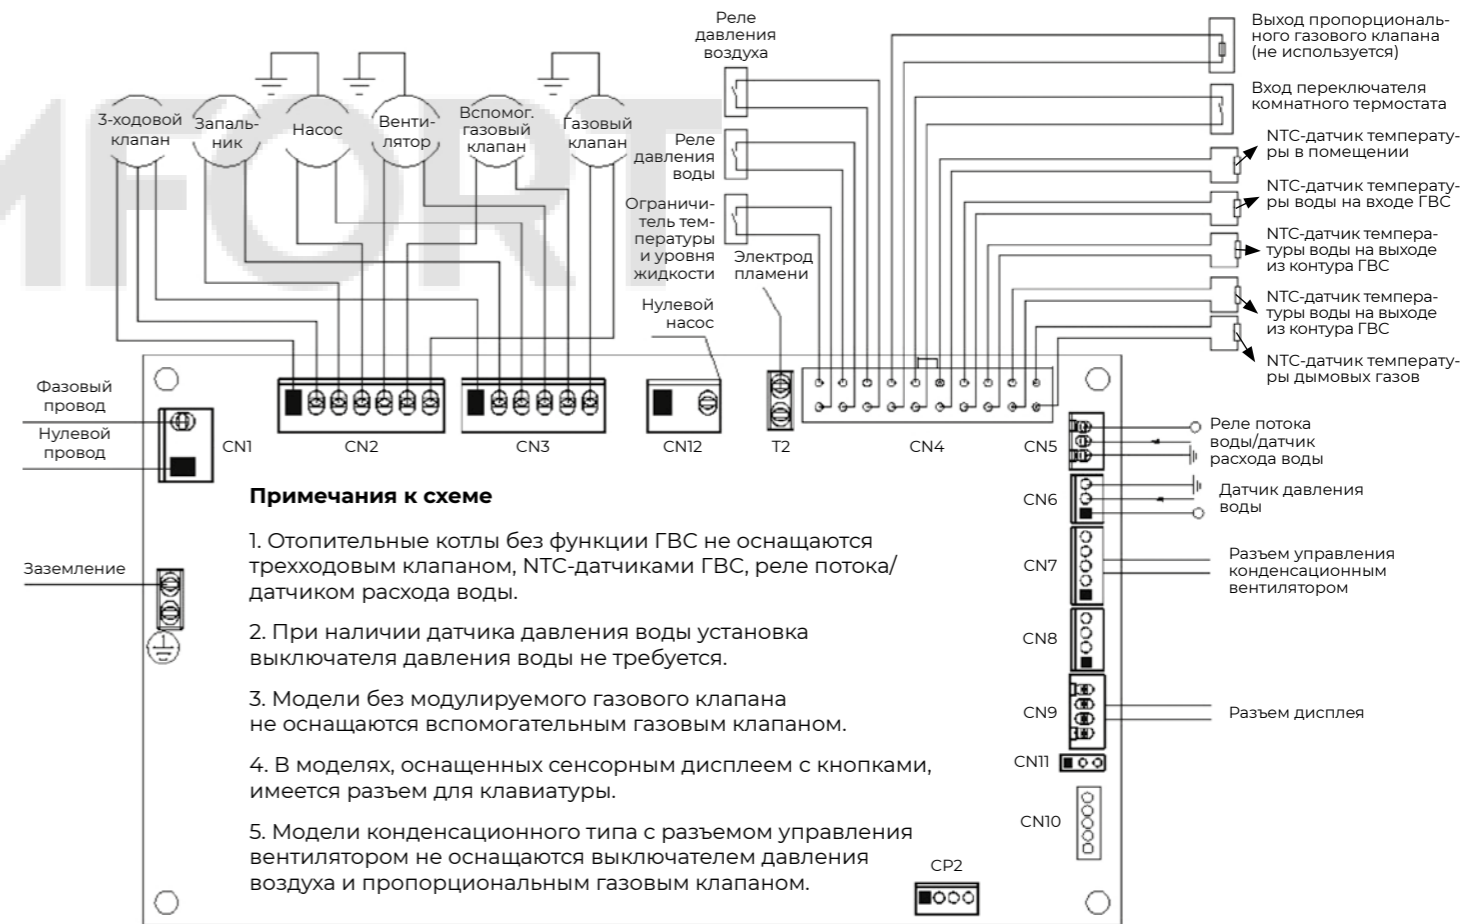 MFORT
3-ходовой
клапан
Запаль-
ник
Насос
Венти-
лятор
Вспомог.
газовый
клапан
Газовый
клапан
Реле
давления
воздуха
Реле
давления
воды
Ограничи-
тель тем-
пературы
и уровня
жидкости
Электрод
пламени
Нулевой
насос
Выход пропорциональ-
ного газового клапана
(не используется)
Вход переключателя
комнатного термостата
NTC-датчик температу-
ры в помещении
NTC-датчик температу-
ры воды на входе ГВС
NTC-датчик темпера-
туры воды на выходе
из контура ГВС
NTC-датчик темпера-
туры воды на выходе
из контура ГВС
NTC-датчик температу-
ры дымовых газов
Фазовый
провод
Нулевой
провод
Заземление
CN1
CN2
CN3
CN12
T2
CN4
CN5
Реле потока
воды/датчик
расхода воды
CN6
Датчик давления
воды
CN7
Разъем управления
конденсационным
вентилятором
CN8
CN9
Разъем дисплея
CN11
CN10
CP2
Примечания к схеме
1. Отопительные котлы без функции ГВС не оснащаются
трехходовым клапаном, NTC-датчиками ГВС, реле потока/
датчиком расхода воды.
2. При наличии датчика давления воды установка
выключателя давления воды не требуется.
3. Модели без модулируемого газового клапана
не оснащаются вспомогательным газовым клапаном.
4. В моделях, оснащенных сенсорным дисплеем с кнопками,
имеется разъем для клавиатуры.
5. Модели конденсационного типа с разъемом управления
вентилятором не оснащаются выключателем давления
воздуха и пропорциональным газовым клапаном.